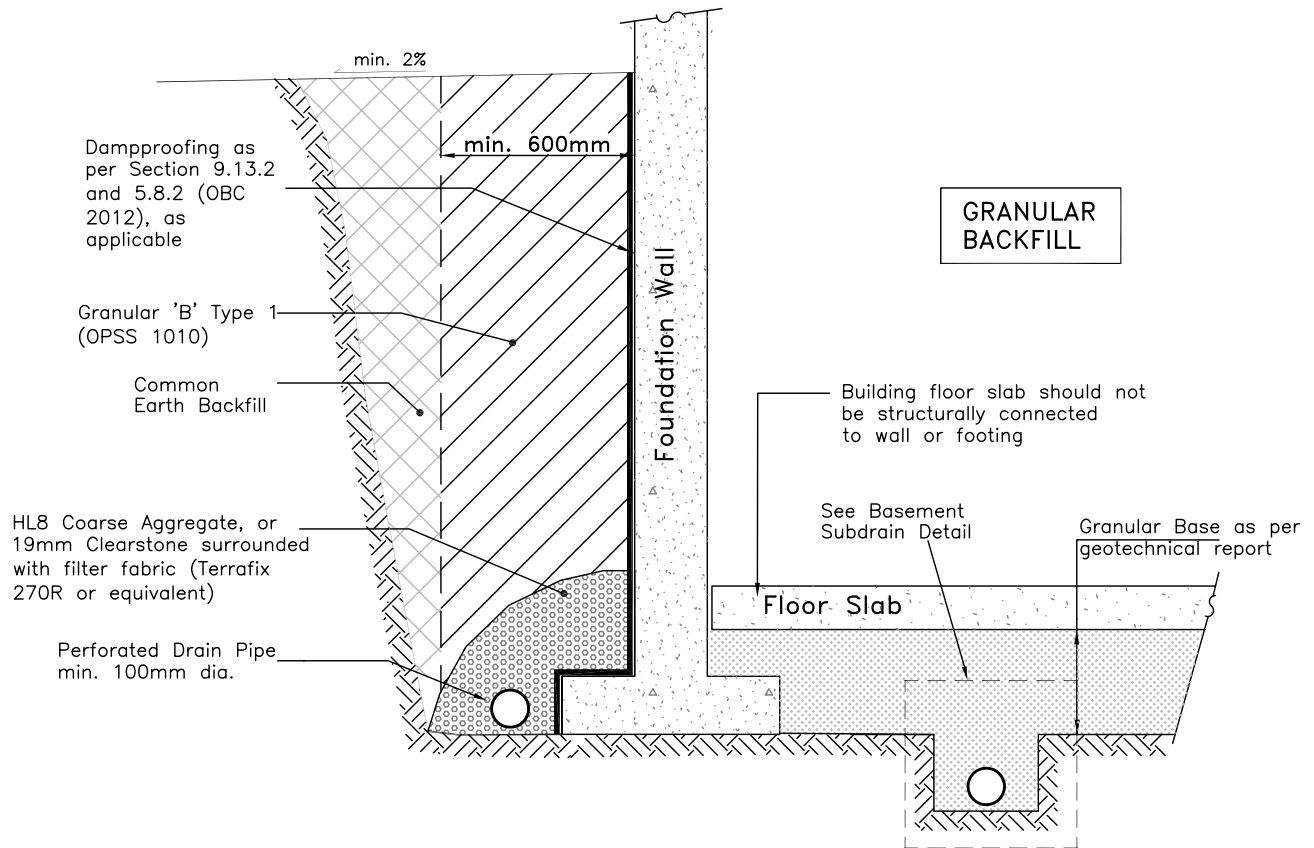 min. 2%
Dampproofing as
per Section 9.13.2
and 5.8.2 (OBC
2012), as
applicable
min. 600mm
GRANULAR
BACKFILL
Foundation Wall
Granular 'B' Type 1
(OPSS 1010)
Common
Earth Backfill
Building floor slab should not
be structurally connected
to wall or footing
HL8 Coarse Aggregate, or
19mm Clearstone surrounded
with filter fabric (Terrafix
270R or equivalent)
See Basement
Subdrain Detail
Granular Base as per
geotechnical report
Floor Slab
Perforated Drain Pipe
min. 100mm dia.